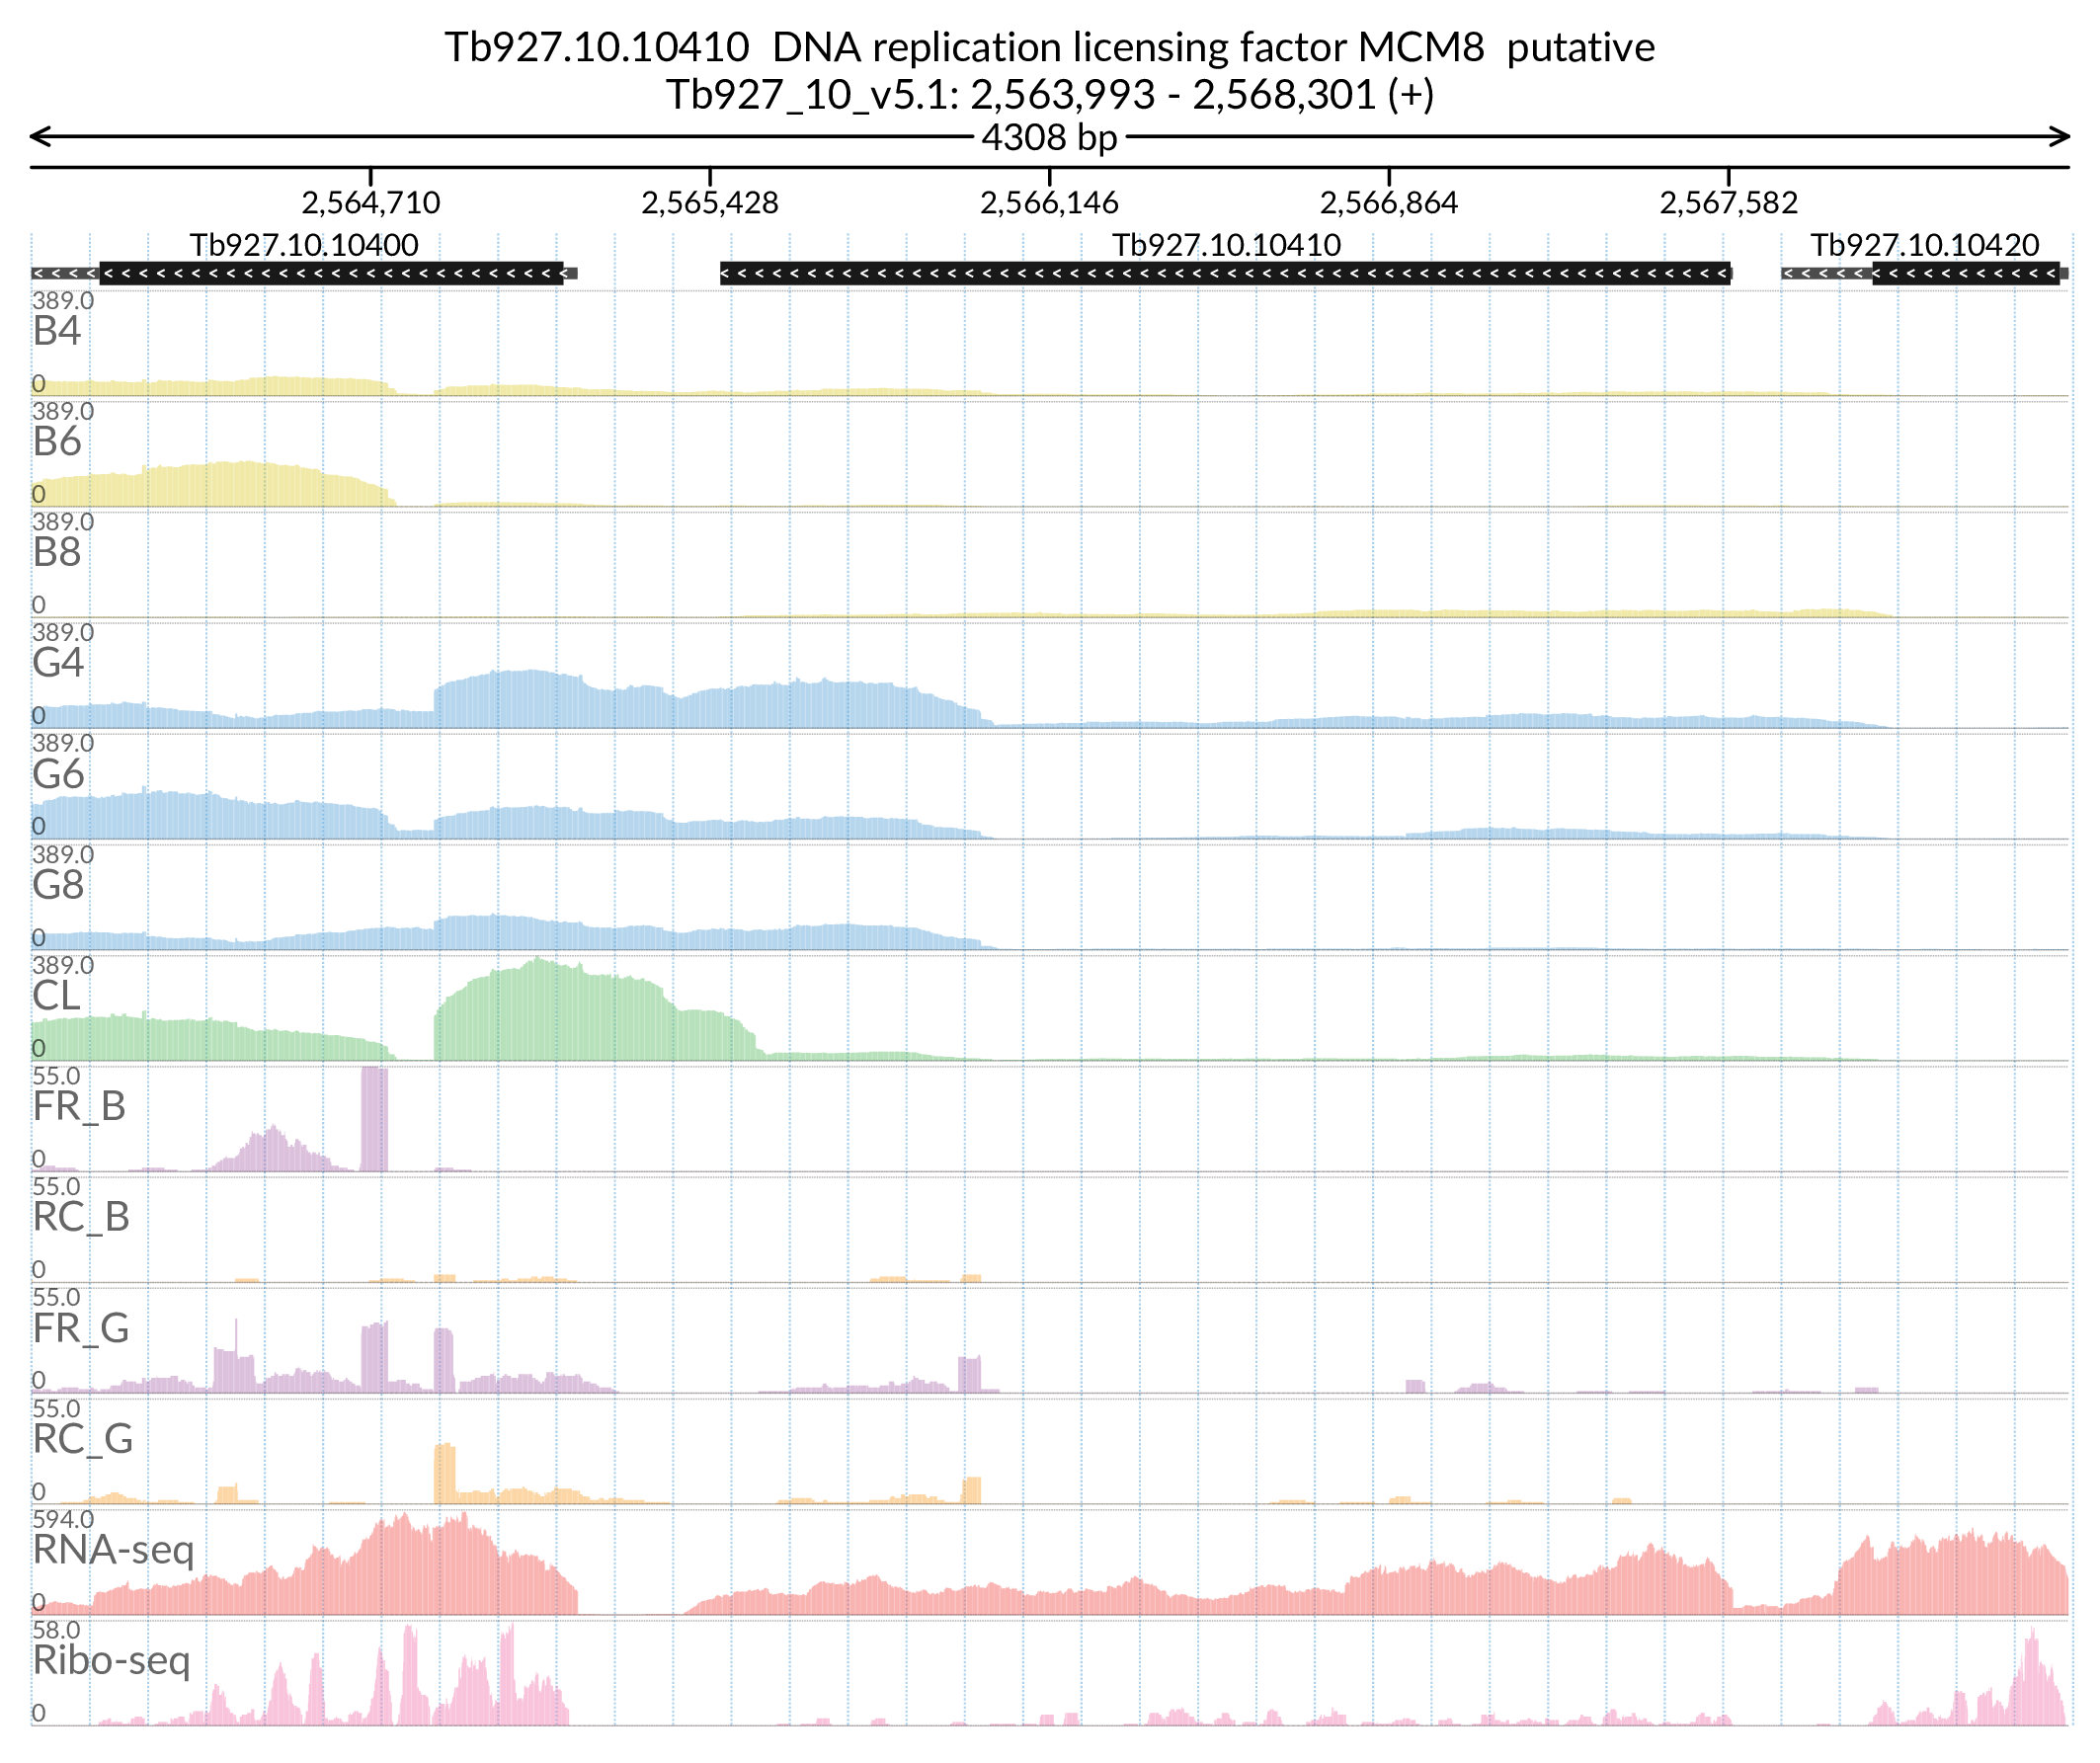 Tb927.10.10410 DNA replication licensing factor MCM8 putative
Tb927_10_v5.1: 2,563,993 - 2,568,301 (+)
4308 bp
2,564,710 2,565,428 2,566,146 2,566,864 2,567,582
Tb927.10.10400 Tb927.10.10410 Tb927.10.10420
389.0
B4
0
389.0
B6
0
389.0
B8
0
389.0
G4
0
389.0
G6
0
389.0
G8
0
389.0
CL
0
55.0
FR_B
0
55.0
RC_B
0
55.0
FR_G
0
55.0
RC_G
0
594.0
RNA-seq
0
58.0
Ribo-seq
0